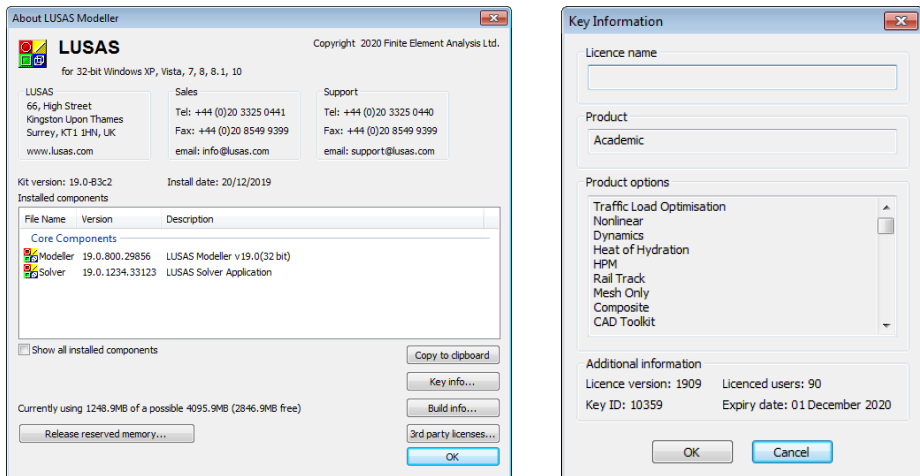 About LUSAS Modeller
LUSAS
Copyright 2020 Finite Element Analysis Ltd.
for 32-bit Windows XP, Vista, 7, 8, 8.1, 10
LUSAS
66, High Street
Kingston Upon Thames
Surrey, KT1 1HN, UK
www.lusas.com
Sales
Tel: +44 (0)20 3325 0441
Fax: +44 (0)20 8549 9399
email: info@lusas.com
Support
Tel: +44 (0)20 3325 0440
Fax: +44 (0)20 8549 9399
email: support@lusas.com
Kit version: 19.0-B3c2 Install date: 20/12/2019
Installed components
File Name Version Description
Core Components
Modeller 19.0.800.29856 LUSAS Modeller v19.0(32 bit)
Solver 19.0.1234.33123 LUSAS Solver Application
Show all installed components
Copy to clipboard
Key info...
Currently using 1248.9MB of a possible 4095.9MB (2846.9MB free)
Build info...
Release reserved memory...
3rd party licenses...
OK
Key Information
Licence name
Product
Academic
Product options
Traffic Load Optimisation
Nonlinear
Dynamics
Heat of Hydration
HPM
Rail Track
Mesh Only
Composite
CAD Toolkit
Additional information
Licence version: 1909 Licenced users: 90
Key ID: 10359 Expiry date: 01 December 2020
OK Cancel